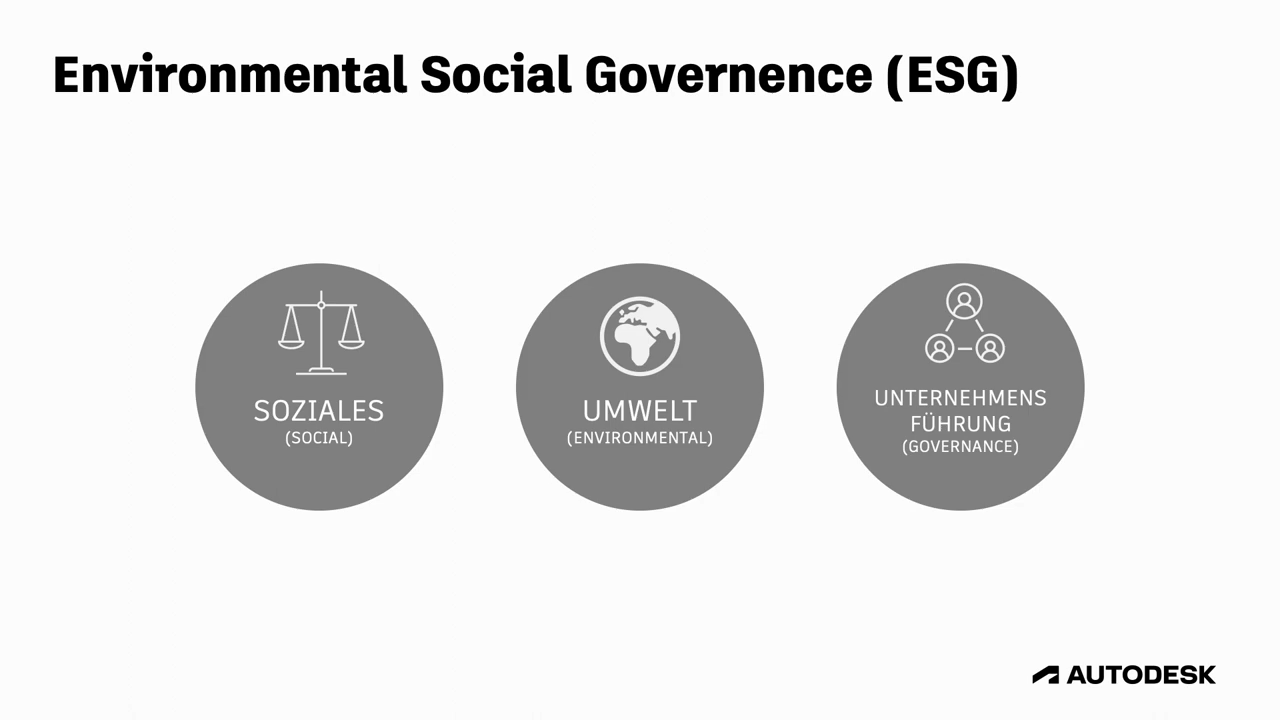 Environmental Social Governence (ESG)
SOZIALES
(SOCIAL)
UMWELT
(ENVIRONMENTAL)
UNTERNEHMENS
FÜHRUNG
(GOVERNANCE)
AUTODESK